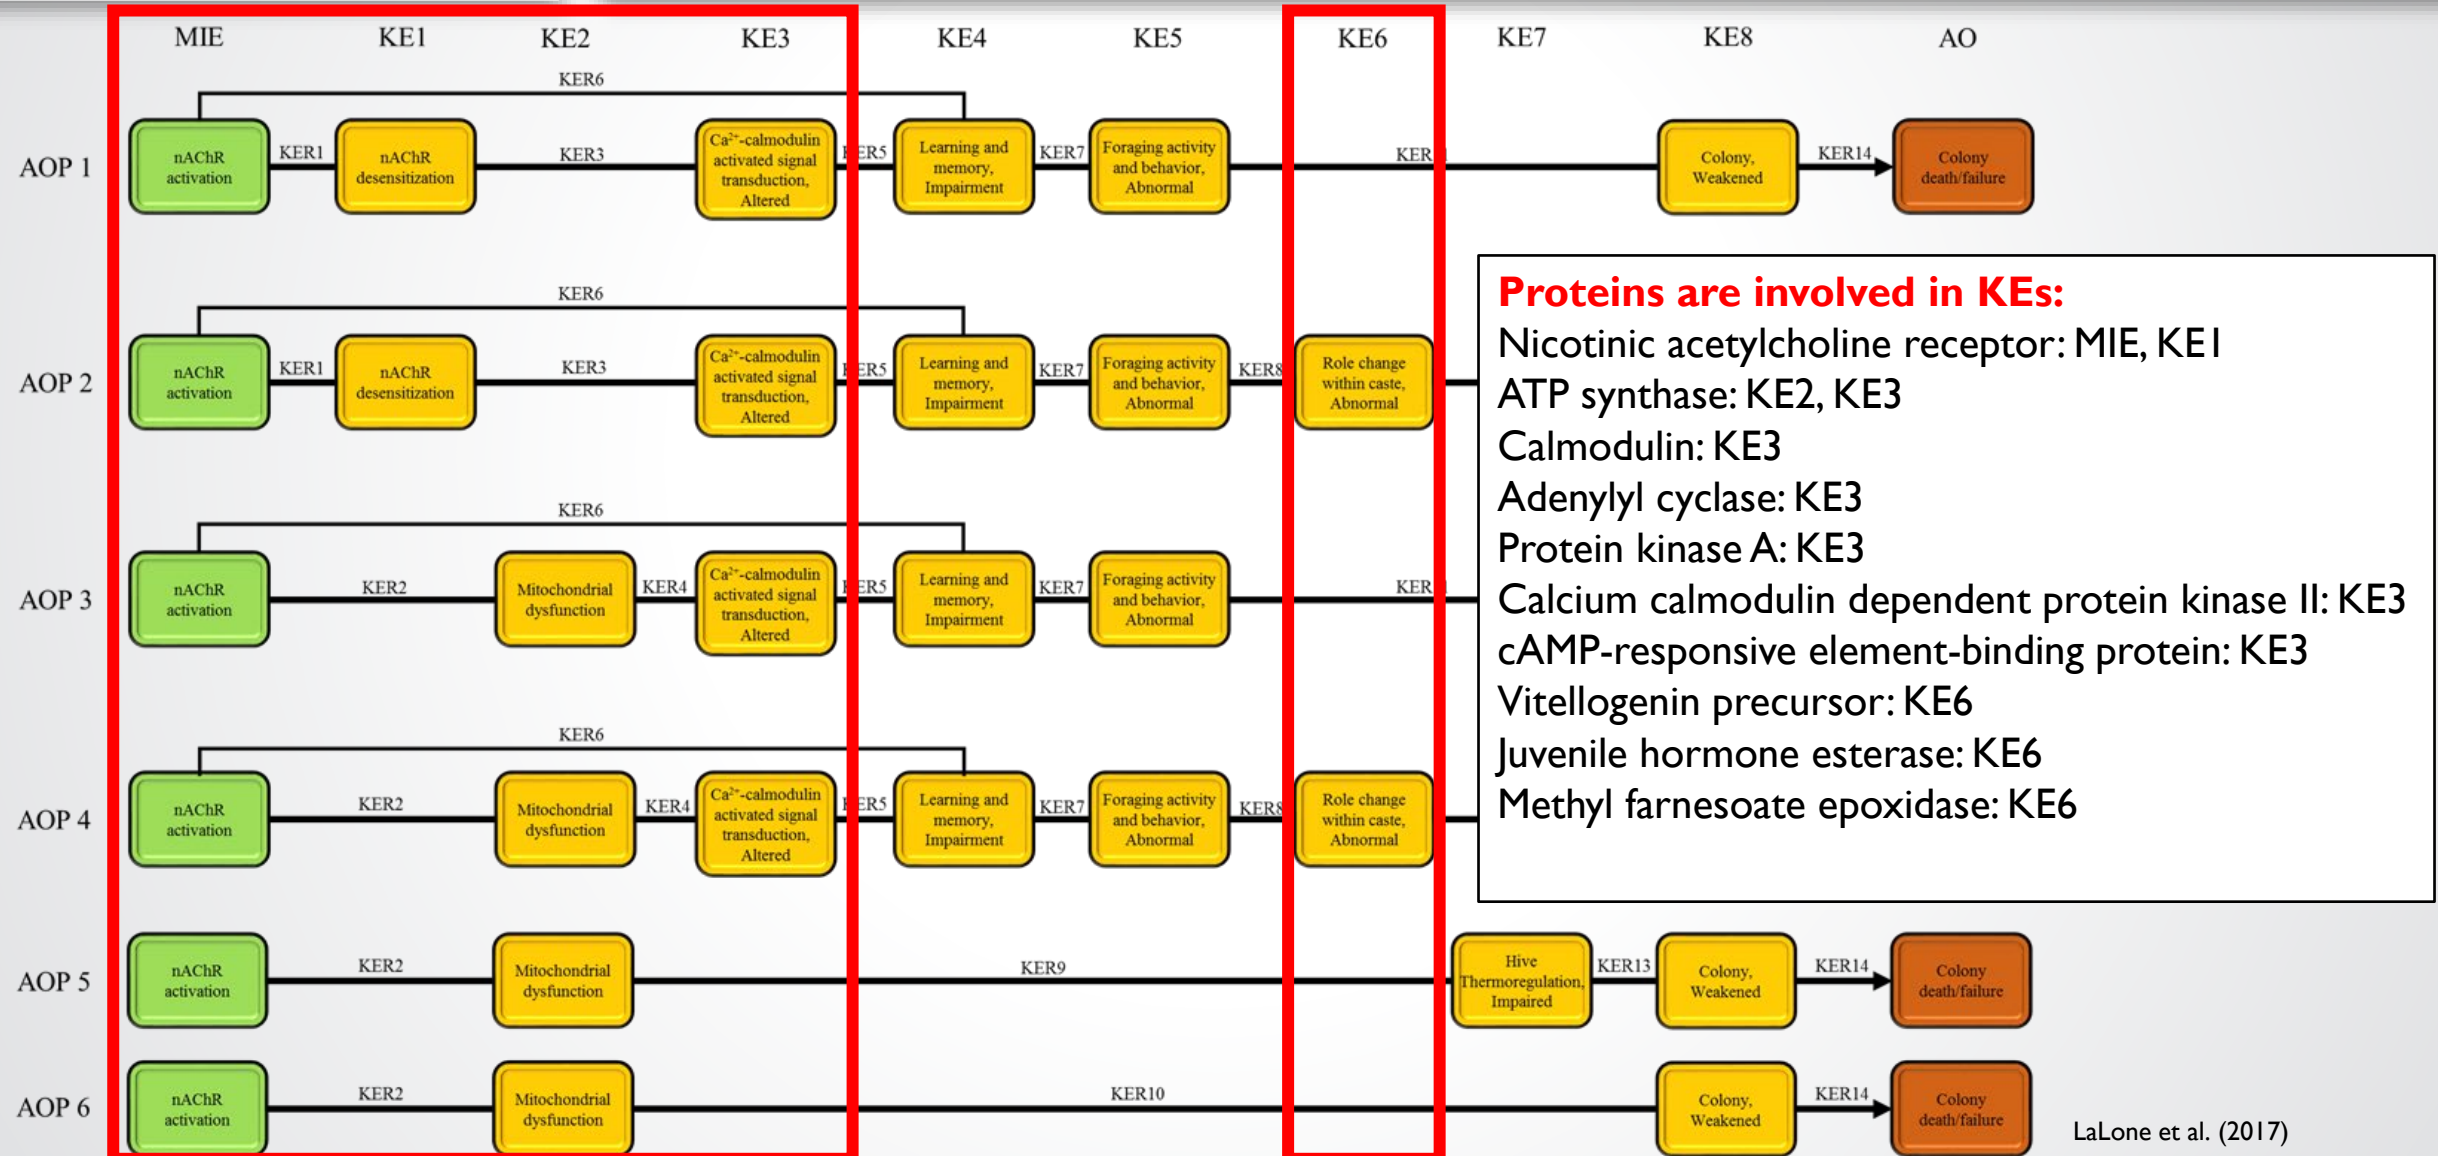 MIE KE1 KE2 KE3 KE4 KE5 KE6 KE7 KE8 AO
KER6
AOP 1
nAChR
activation
KER1
nAChR
desensitization
KER3
Ca²⁺-calmodulin
activated signal
transduction,
Altered
ER5
Learning and
memory,
Impairment
KER7
Foraging activity
and behavior,
Abnormal
KER
Colony,
Weakened
KER14
Colony
death/failure
KER6
AOP 2
nAChR
activation
KER1
nAChR
desensitization
KER3
Ca²⁺-calmodulin
activated signal
transduction,
Altered
ER5
Learning and
memory,
Impairment
KER7
Foraging activity
and behavior,
Abnormal
KER8
Role change
within caste,
Abnormal
KER6
AOP 3
nAChR
activation
KER2
Mitochondrial
dysfunction
KER4
Ca²⁺-calmodulin
activated signal
transduction,
Altered
ER5
Learning and
memory,
Impairment
KER7
Foraging activity
and behavior,
Abnormal
KER
KER6
AOP 4
nAChR
activation
KER2
Mitochondrial
dysfunction
KER4
Ca²⁺-calmodulin
activated signal
transduction,
Altered
ER5
Learning and
memory,
Impairment
KER7
Foraging activity
and behavior,
Abnormal
KER8
Role change
within caste,
Abnormal
Proteins are involved in KEs:
Nicotinic acetylcholine receptor: MIE, KE1
ATP synthase: KE2, KE3
Calmodulin: KE3
Adenylyl cyclase: KE3
Protein kinase A: KE3
Calcium calmodulin dependent protein kinase II: KE3
cAMP-responsive element-binding protein: KE3
Vitellogenin precursor: KE6
Juvenile hormone esterase: KE6
Methyl farnesoate epoxidase: KE6
AOP 5
nAChR
activation
KER2
Mitochondrial
dysfunction
KER9
Hive
Thermoregulation,
Impaired
KER13
Colony,
Weakened
KER14
Colony
death/failure
AOP 6
nAChR
activation
KER2
Mitochondrial
dysfunction
KER10
Colony,
Weakened
KER14
Colony
death/failure
LaLone et al. (2017)